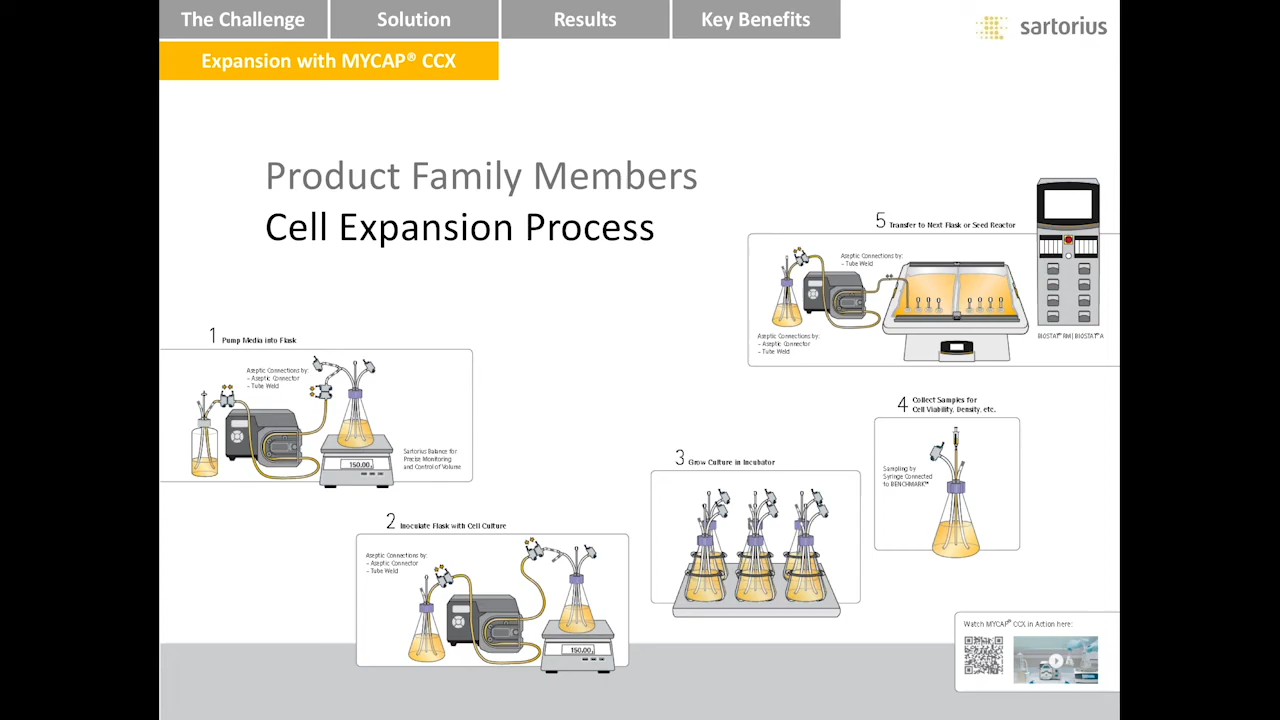 The Challenge
Solution
Results
Key Benefits
sartorius
Expansion with MYCAP® CCX
Product Family Members
Cell Expansion Process
1 Pump Media into Flask
Aseptic Connections by:
– Aseptic Connector
– Tube Weld
150.00
Sartorius Balance for
Precise Monitoring
and Control of Volume
2 Inoculate Flask with Cell Culture
Aseptic Connections by:
– Aseptic Connector
– Tube Weld
150.00
3 Grow Culture in Incubator
4 Collect Samples for
Cell Viability, Density, etc.
Sampling by
Syringe Connected
to BENCHMARK™
5 Transfer to Next Flask or Seed Reactor
Aseptic Connections by:
– Tube Weld
Aseptic Connections by:
– Aseptic Connector
– Tube Weld
BIOSTAT® RM | BIOSTAT® A
Watch MYCAP® CCX in Action here: